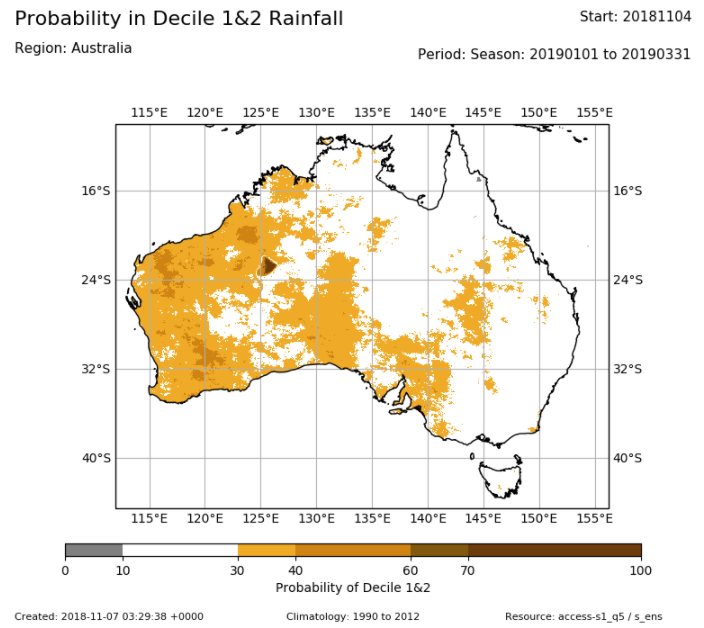 Probability in Decile 1&2 Rainfall
Start: 20181104
Region: Australia
Period: Season: 20190101 to 20190331
115°E 120°E 125°E 130°E 135°E 140°E 145°E 150°E 155°E
16°S 16°S
24°S 24°S
32°S 32°S
40°S 40°S
115°E 120°E 125°E 130°E 135°E 140°E 145°E 150°E 155°E
0 10 30 40 60 70 100
Probability of Decile 1&2
Created: 2018-11-07 03:29:38 +0000 Climatology: 1990 to 2012 Resource: access-s1_q5 / s_ens